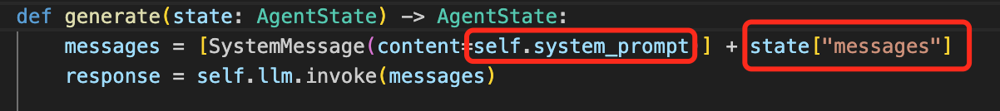 def generate(state: AgentState) -> AgentState:
messages = [SystemMessage(content=self.system_prompt)] + state["messages"]
response = self.llm.invoke(messages)